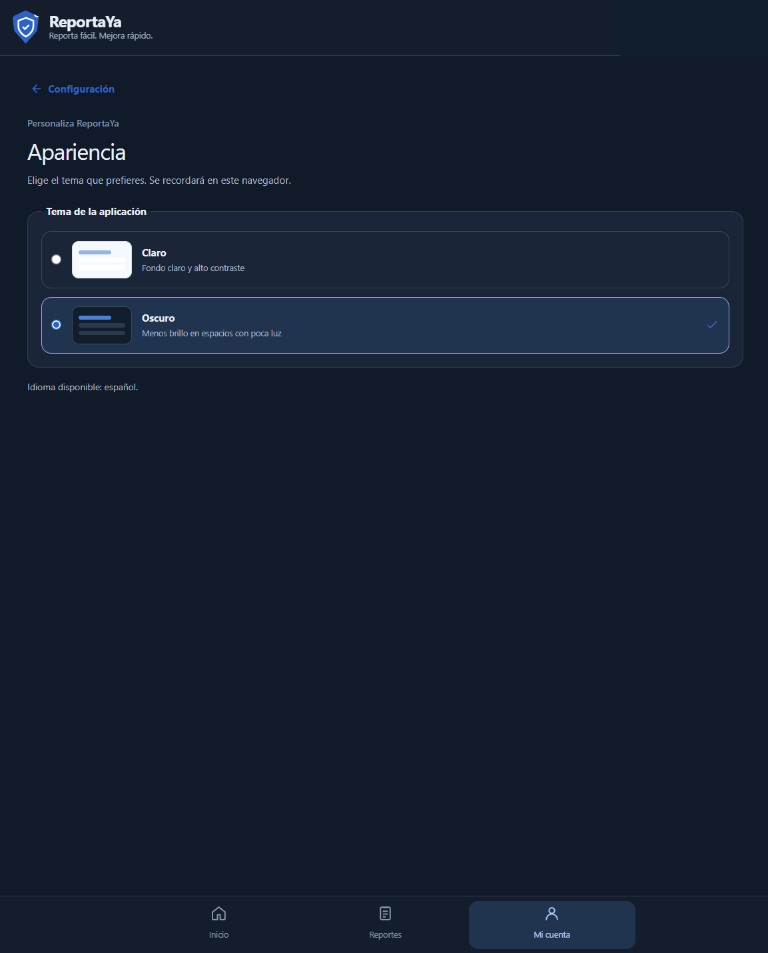 ReportaYa
Reporta fácil. Mejora rápido.
Configuración
Personaliza ReportaYa
Apariencia
Elige el tema que prefieres. Se recordará en este navegador.
Tema de la aplicación
Claro
Fondo claro y alto contraste
Oscuro
Menos brillo en espacios con poca luz
Idioma disponible: español.
Inicio
Reportes
Mi cuenta